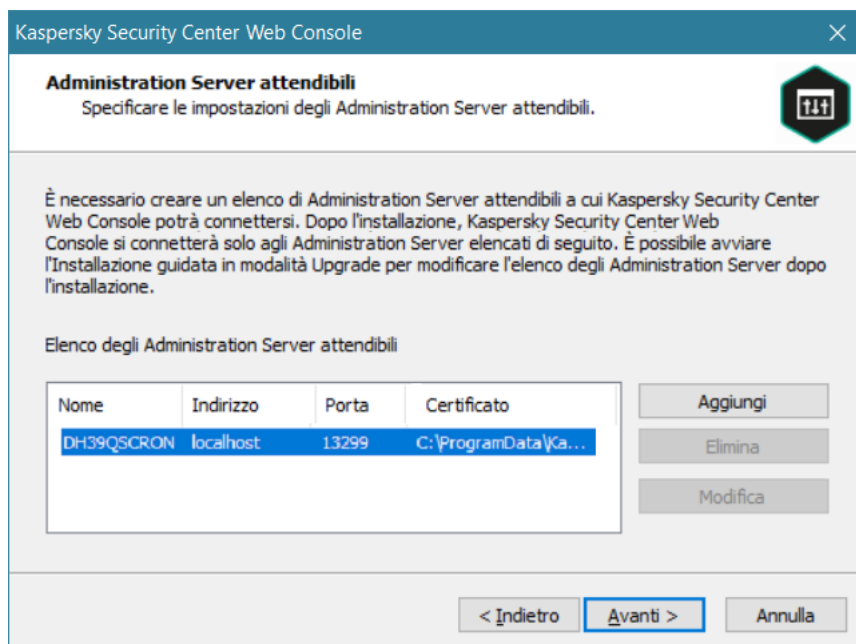 Kaspersky Security Center Web Console
Administration Server attendibili
Specificare le impostazioni degli Administration Server attendibili.
È necessario creare un elenco di Administration Server attendibili a cui Kaspersky Security Center
Web Console potrà connettersi. Dopo l'installazione, Kaspersky Security Center Web
Console si connetterà solo agli Administration Server elencati di seguito. È possibile avviare
l'Installazione guidata in modalità Upgrade per modificare l'elenco degli Administration Server dopo
l'installazione.
Elenco degli Administration Server attendibili
Nome Indirizzo Porta Certificato
DH39QSCRON localhost 13299 C:\ProgramData\Ka...
Aggiungi
Elimina
Modifica
< Indietro Avanti > Annulla